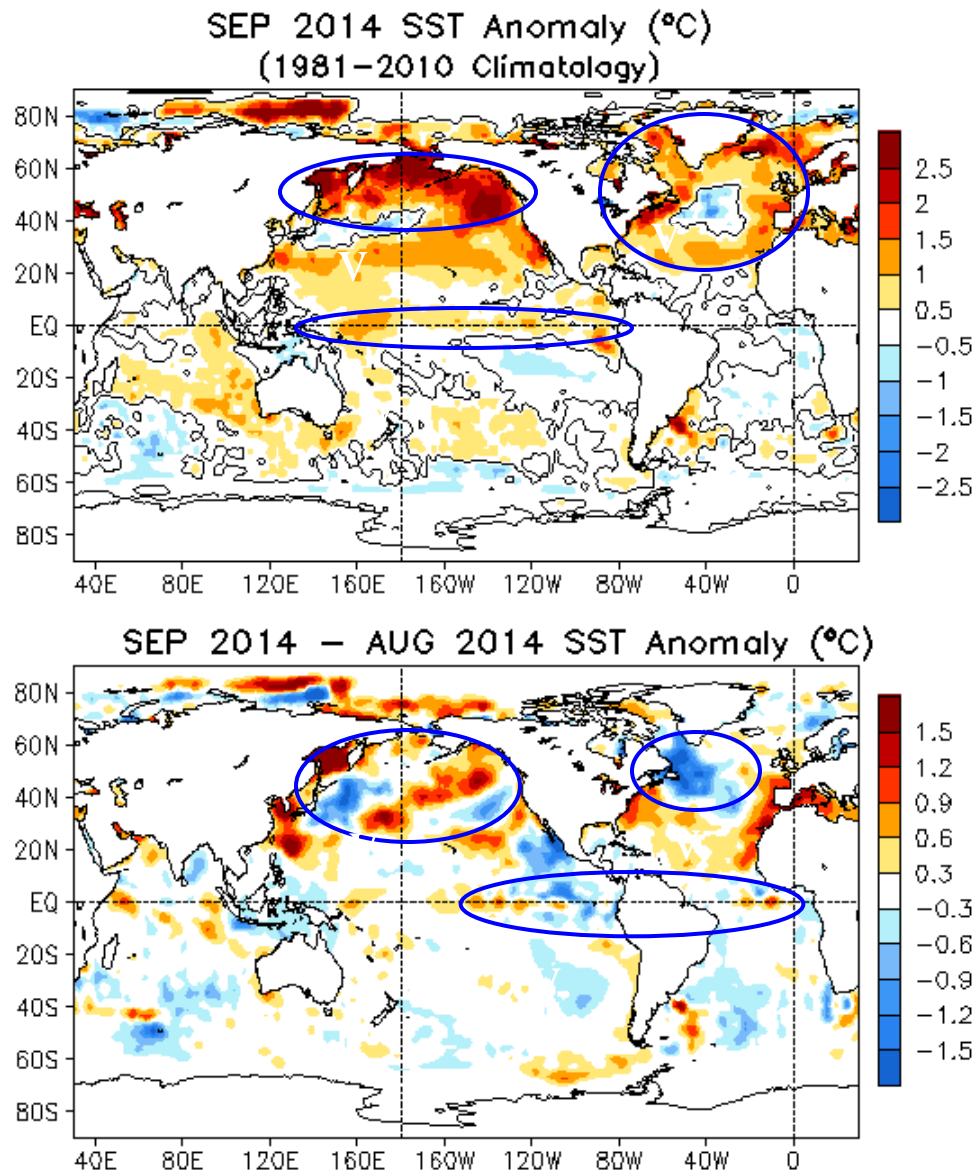 SEP 2014 SST Anomaly (°C)
(1981–2010 Climatology)
80N
60N
40N
20N
EQ
20S
40S
60S
80S
40E 80E 120E 160E 160W 120W 80W 40W 0
2.5
2
1.5
1
0.5
−0.5
−1
−1.5
−2
−2.5
V
V
SEP 2014 – AUG 2014 SST Anomaly (°C)
80N
60N
40N
20N
EQ
20S
40S
60S
80S
40E 80E 120E 160E 160W 120W 80W 40W 0
1.5
1.2
0.9
0.6
0.3
−0.3
−0.6
−0.9
−1.2
−1.5